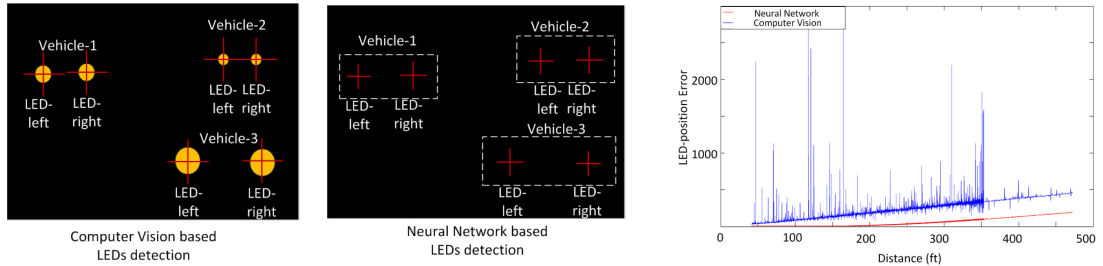 Vehicle-1
Vehicle-2
LED-
left
LED-
right
LED-
left
LED-
right
Vehicle-3
LED-
left
LED-
right
Computer Vision based
LEDs detection
Vehicle-1
Vehicle-2
LED-
left
LED-
right
LED-
left
LED-
right
Vehicle-3
LED-
left
LED-
right
Neural Network based
LEDs detection
Neural Network
Computer Vision
LED-position Error
2000
1000
0
100
200
300
400
500
Distance (ft)